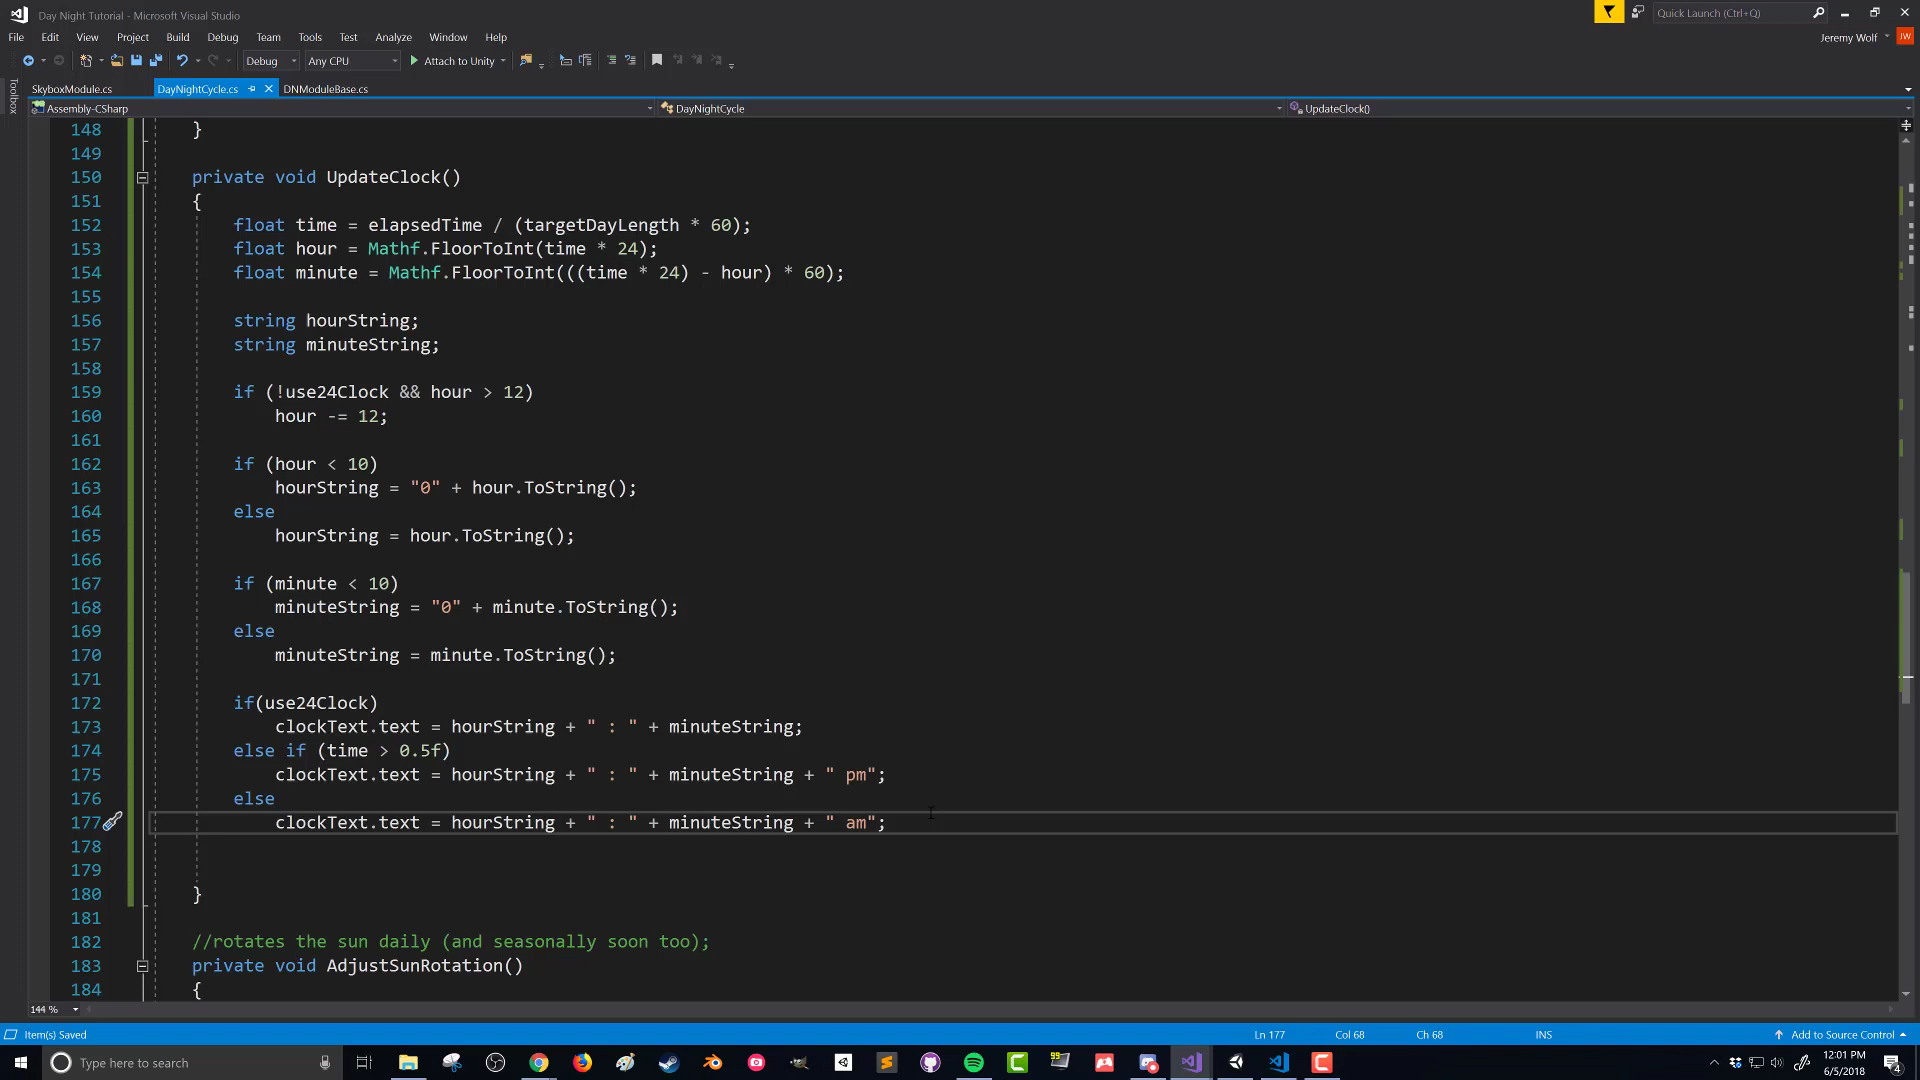 Day Night Tutorial - Microsoft Visual Studio
Quick Launch (Ctrl+Q)
File Edit View Project Build Debug Team Tools Test Analyze Window Help
Jeremy Wolf
JW
Debug Any CPU Attach to Unity
Toolbox
SkyboxModule.cs DayNightCycle.cs DNModuleBase.cs
Assembly-CSharp DayNightCycle UpdateClock()
148 }
149
150 private void UpdateClock()
151 {
152 float time = elapsedTime / (targetDayLength * 60);
153 float hour = Mathf.FloorToInt(time * 24);
154 float minute = Mathf.FloorToInt(((time * 24) - hour) * 60);
155
156 string hourString;
157 string minuteString;
158
159 if (!use24Clock && hour > 12)
160 hour -= 12;
161
162 if (hour < 10)
163 hourString = "0" + hour.ToString();
164 else
165 hourString = hour.ToString();
166
167 if (minute < 10)
168 minuteString = "0" + minute.ToString();
169 else
170 minuteString = minute.ToString();
171
172 if(use24Clock)
173 clockText.text = hourString + " : " + minuteString;
174 else if (time > 0.5f)
175 clockText.text = hourString + " : " + minuteString + " pm";
176 else
177 clockText.text = hourString + " : " + minuteString + " am";
178
179
180 }
181
182 //rotates the sun daily (and seasonally soon too);
183 private void AdjustSunRotation()
184 {
144 %
Item(s) Saved Ln 177 Col 68 Ch 68 INS Add to Source Control
Type here to search
99
12:01 PM
6/5/2018
4